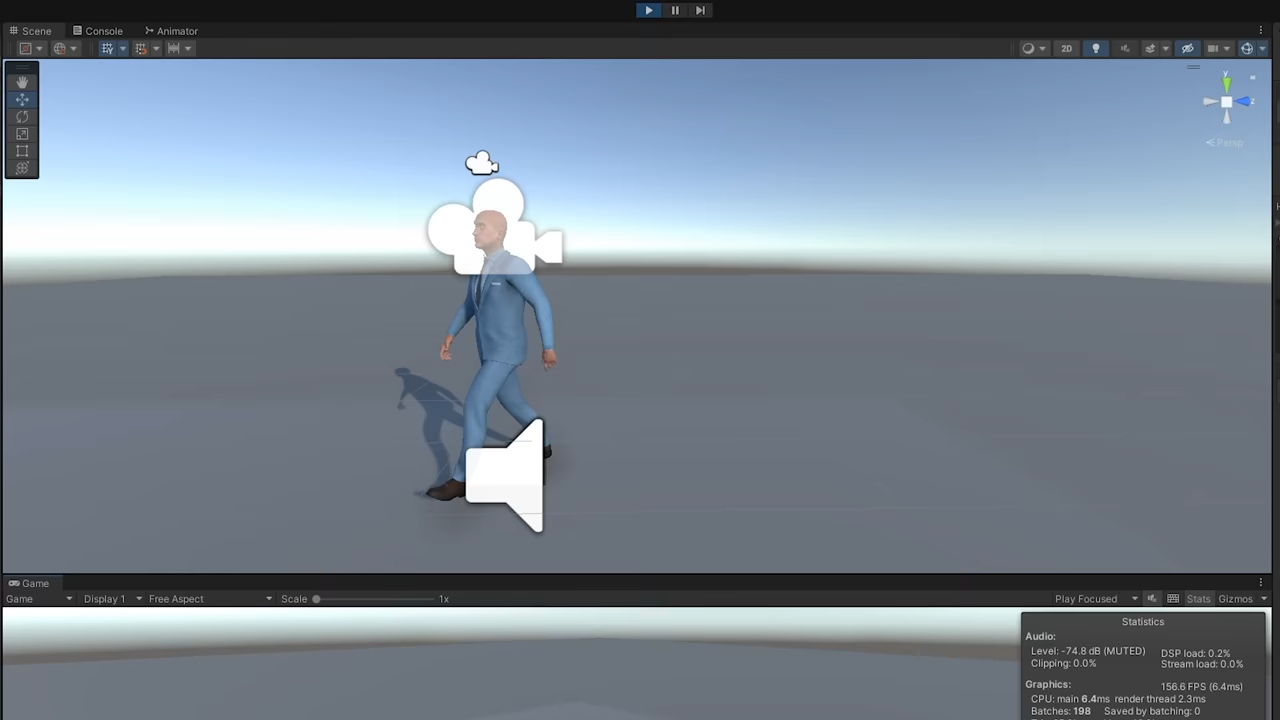 Scene
Console
Animator
2D
y
z
Persp
Game
Game
Display 1
Free Aspect
Scale
1x
Play Focused
Stats
Gizmos
Statistics
Audio:
Level: -74.8 dB (MUTED)
DSP load: 0.2%
Clipping: 0.0%
Stream load: 0.0%
Graphics:
156.6 FPS (6.4ms)
CPU: main 6.4ms render thread 2.3ms
Batches: 198 Saved by batching: 0